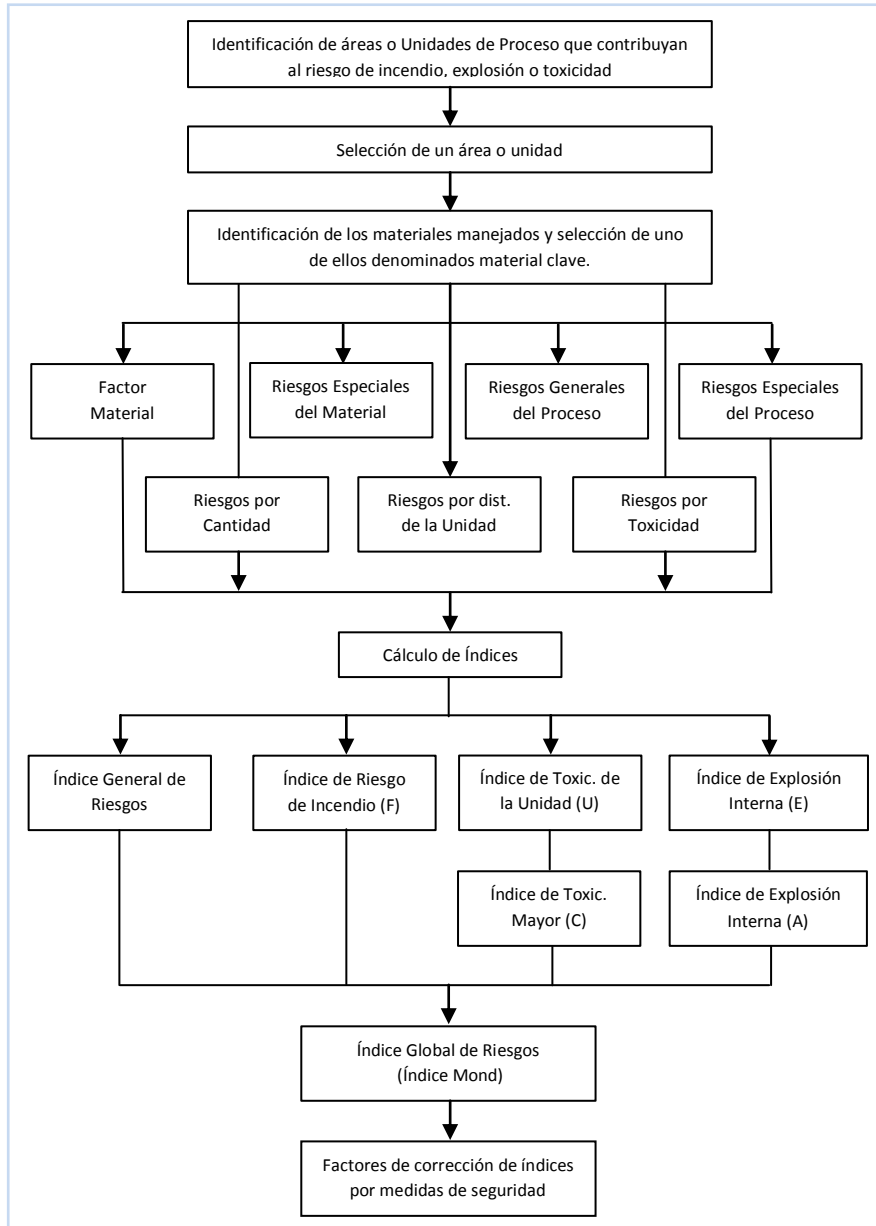 Identificación de áreas o Unidades de Proceso que contribuyan
al riesgo de incendio, explosión o toxicidad
Selección de un área o unidad
Identificación de los materiales manejados y selección de uno
de ellos denominados material clave.
Factor
Material
Riesgos Especiales
del Material
Riesgos Generales
del Proceso
Riesgos Especiales
del Proceso
Riesgos por
Cantidad
Riesgos por dist.
de la Unidad
Riesgos por
Toxicidad
Cálculo de Índices
Índice General de
Riesgos
Índice de Riesgo
de Incendio (F)
Índice de Toxic. de
la Unidad (U)
Índice de Explosión
Interna (E)
Índice de Toxic.
Mayor (C)
Índice de Explosión
Interna (A)
Índice Global de Riesgos
(Índice Mond)
Factores de corrección de índices
por medidas de seguridad